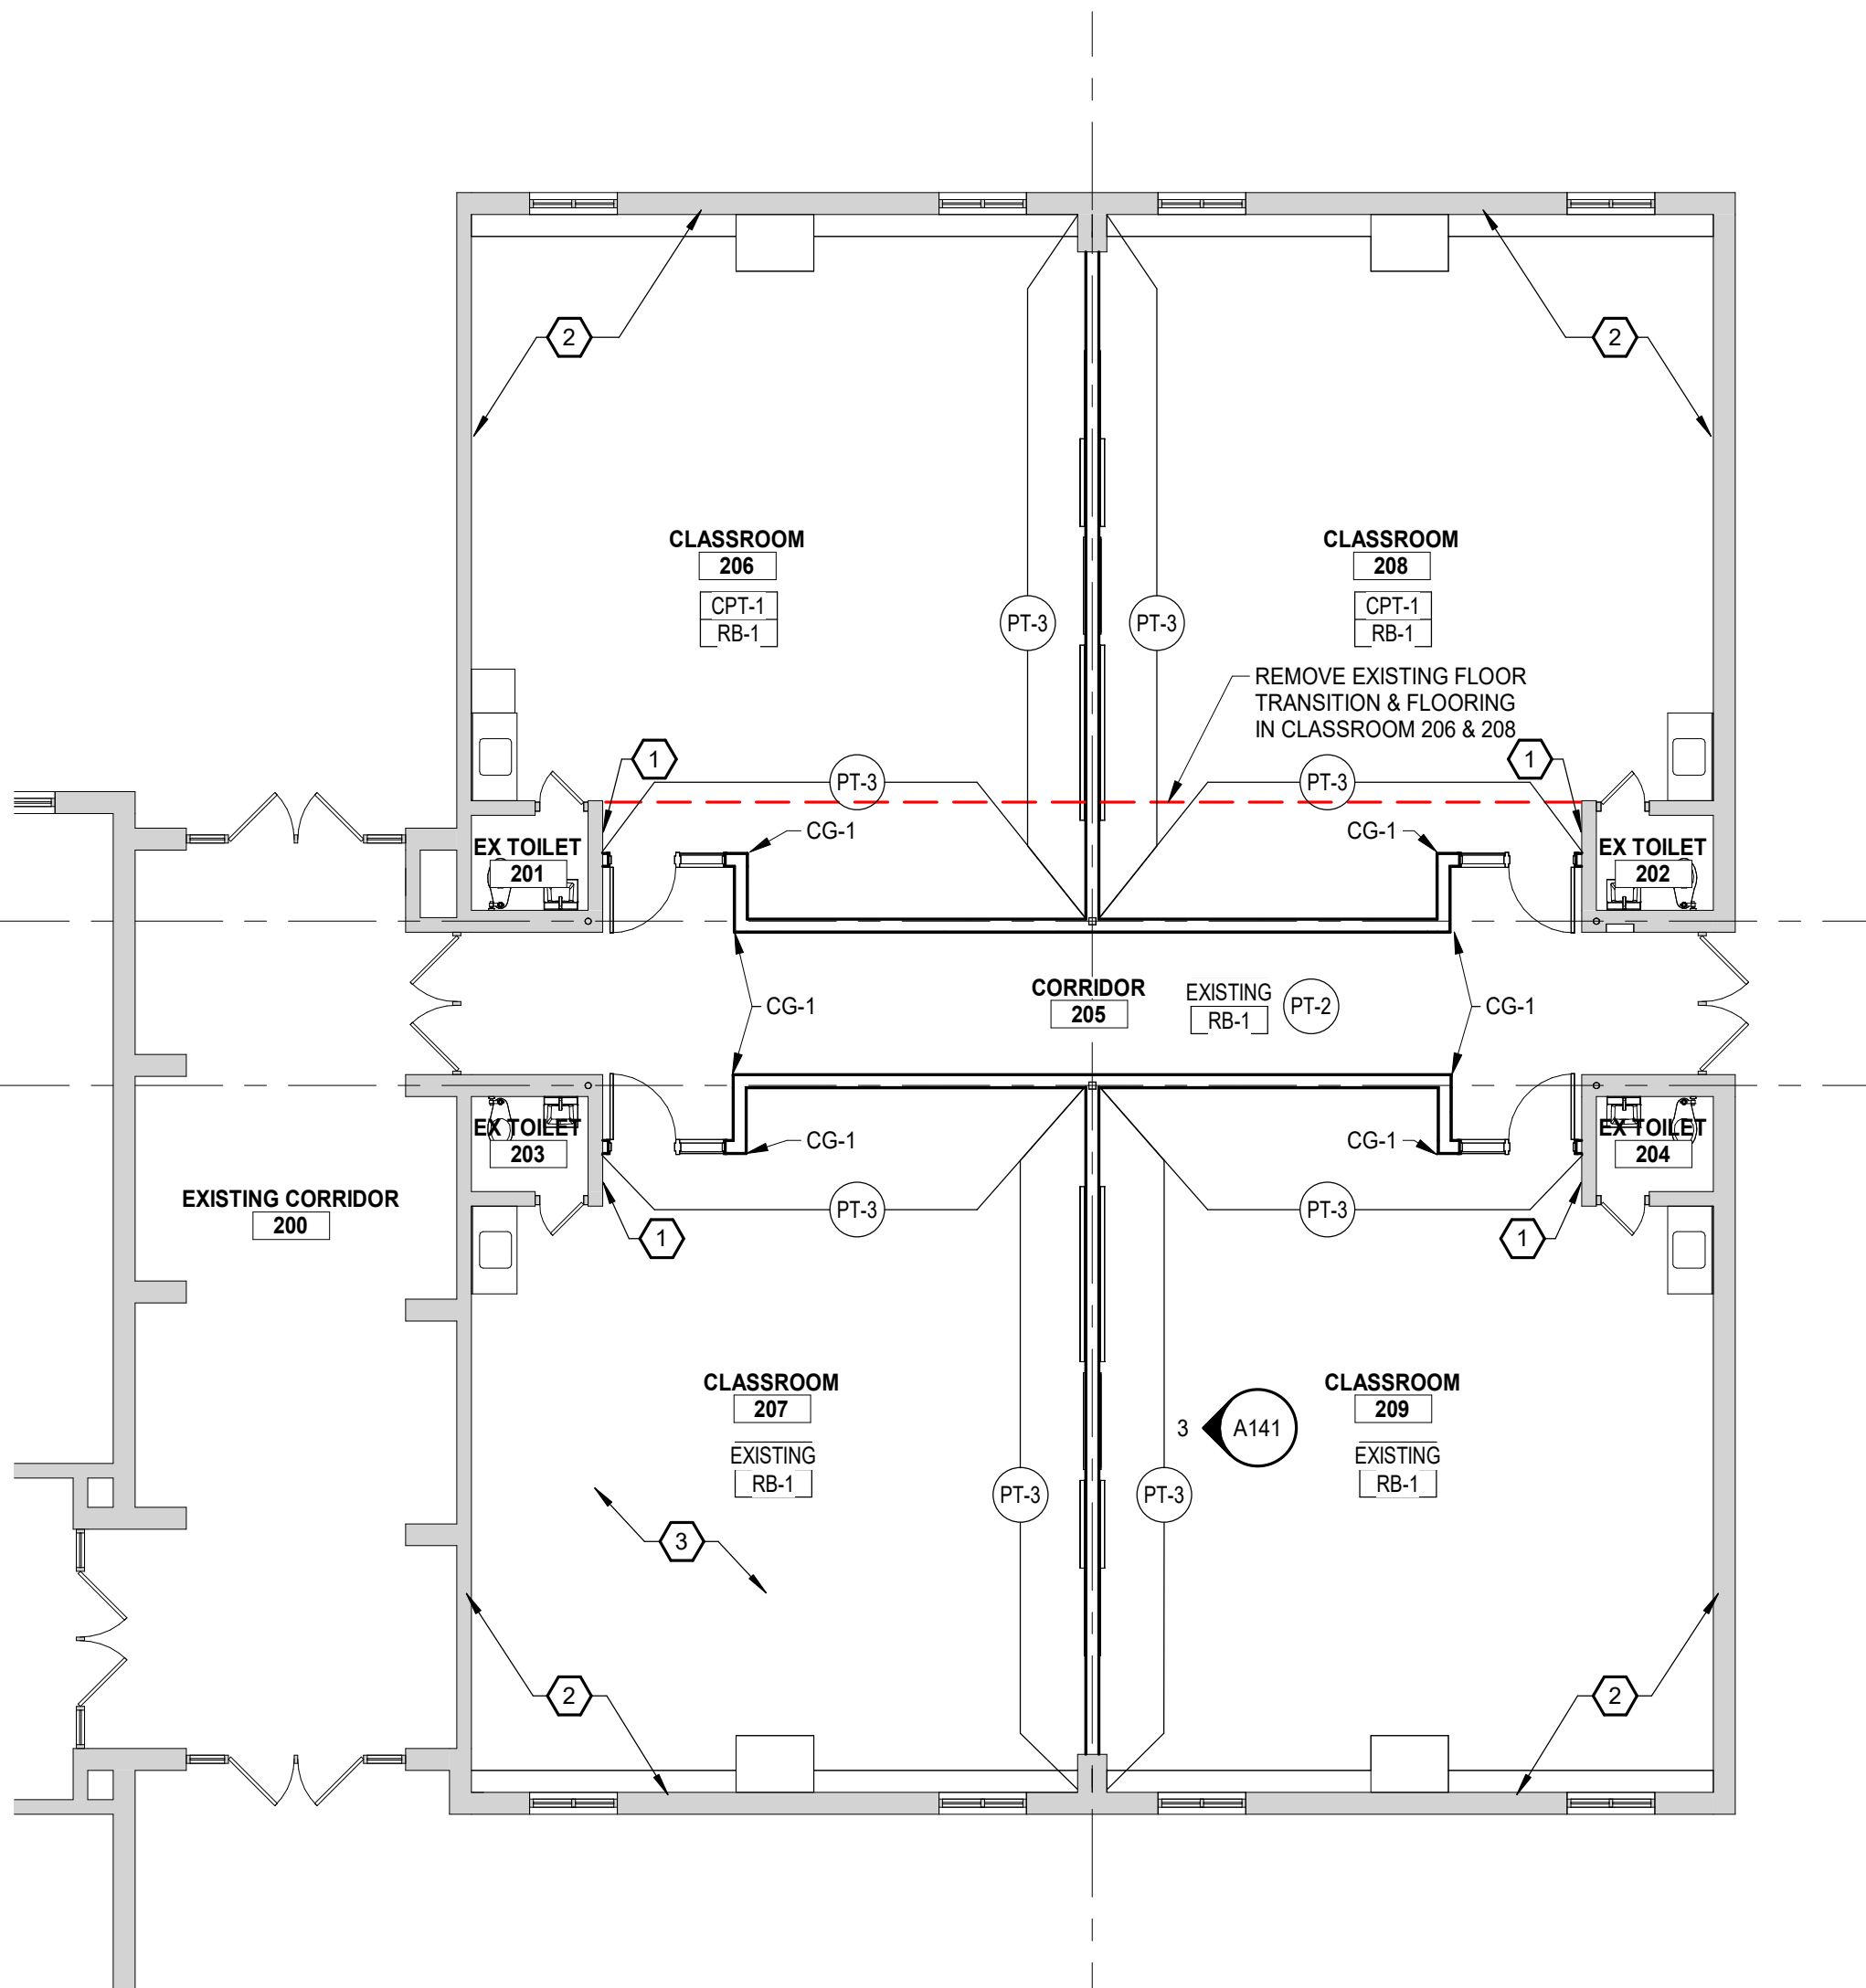 2
2
CLASSROOM
206
CPT-1
RB-1
CLASSROOM
208
CPT-1
RB-1
PT-3
PT-3
REMOVE EXISTING FLOOR
TRANSITION & FLOORING
IN CLASSROOM 206 & 208
1
1
PT-3
PT-3
CG-1
CG-1
EX TOILET
201
EX TOILET
202
CORRIDOR
205
EXISTING
RB-1
PT-2
CG-1
CG-1
EX TOILET
203
EX TOILET
204
CG-1
CG-1
EXISTING CORRIDOR
200
PT-3
PT-3
1
1
CLASSROOM
207
EXISTING
RB-1
CLASSROOM
209
EXISTING
RB-1
3
A141
PT-3
PT-3
3
2
2